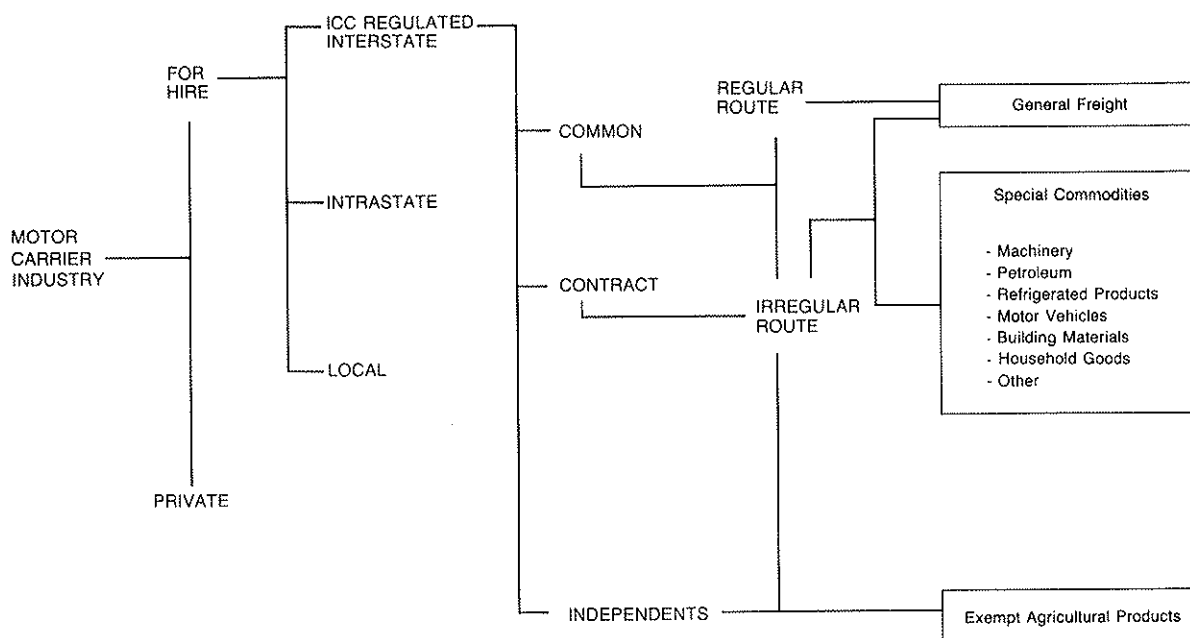 ICC REGULATED
INTERSTATE
FOR
HIRE
REGULAR
ROUTE
General Freight
COMMON
INTRASTATE
Special Commodities
MOTOR
CARRIER
INDUSTRY
- Machinery
- Petroleum
- Refrigerated Products
- Motor Vehicles
- Building Materials
- Household Goods
- Other
CONTRACT
IRREGULAR
ROUTE
LOCAL
PRIVATE
INDEPENDENTS
Exempt Agricultural Products